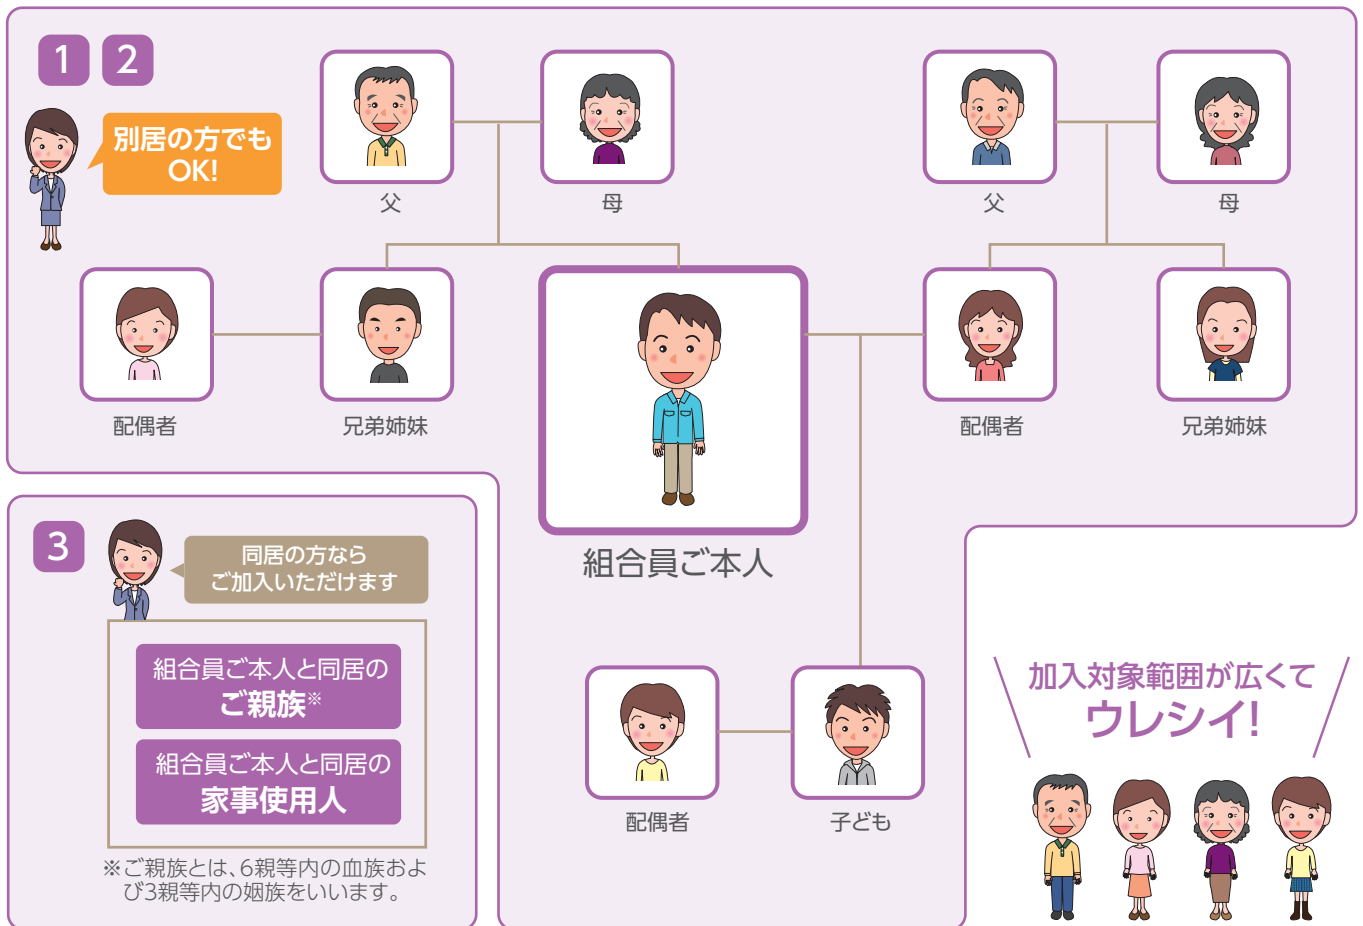 1 2
別居の方でも
OK!
父
母
父
母
配偶者
兄弟姉妹
配偶者
兄弟姉妹
組合員ご本人
3
同居の方なら
ご加入いただけます
組合員ご本人と同居の
ご親族※
組合員ご本人と同居の
家事使用人
※ご親族とは、6親等内の血族およ
び3親等内の姻族をいいます。
配偶者
子ども
加入対象範囲が広くて
ウレシイ!